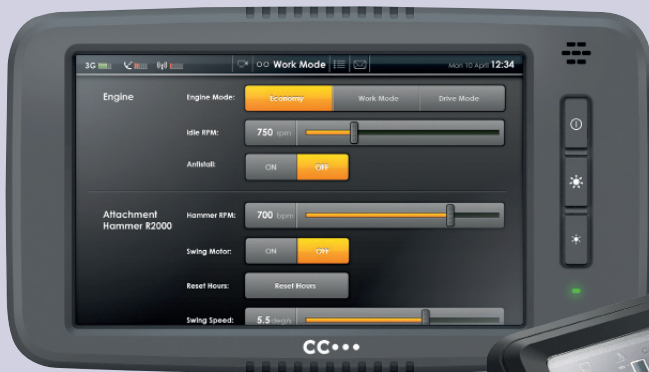 3G Work Mode Mon 10 April 12:34
Engine Engine Mode: Economy Work Mode Drive Mode
Idle RPM: 750 rpm
Antistall: ON OFF
Attachment Hammer RPM: 700 bpm
Hammer R2000
Swing Motor: ON OFF
Reset Hours: Reset Hours
Swing Speed: 5.5 deg/s
CC